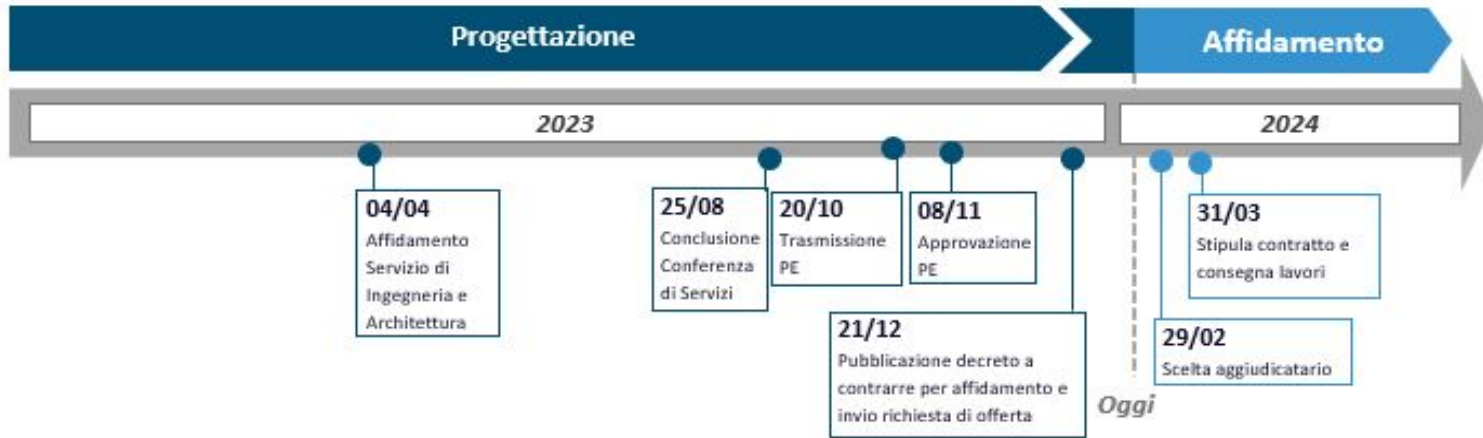 Progettazione
Affidamento
2023
2024
04/04
Affidamento
Servizio di
Ingegneria e
Architettura
25/08
Conclusione
Conferenza
di Servizi
20/10
Trasmissione
PE
08/11
Approvazione
PE
21/12
Pubblicazione decreto a
contrarre per affidamento e
invio richiesta di offerta
Oggi
29/02
Scelta aggiudicatario
31/03
Stipula contratto e
consegna lavori